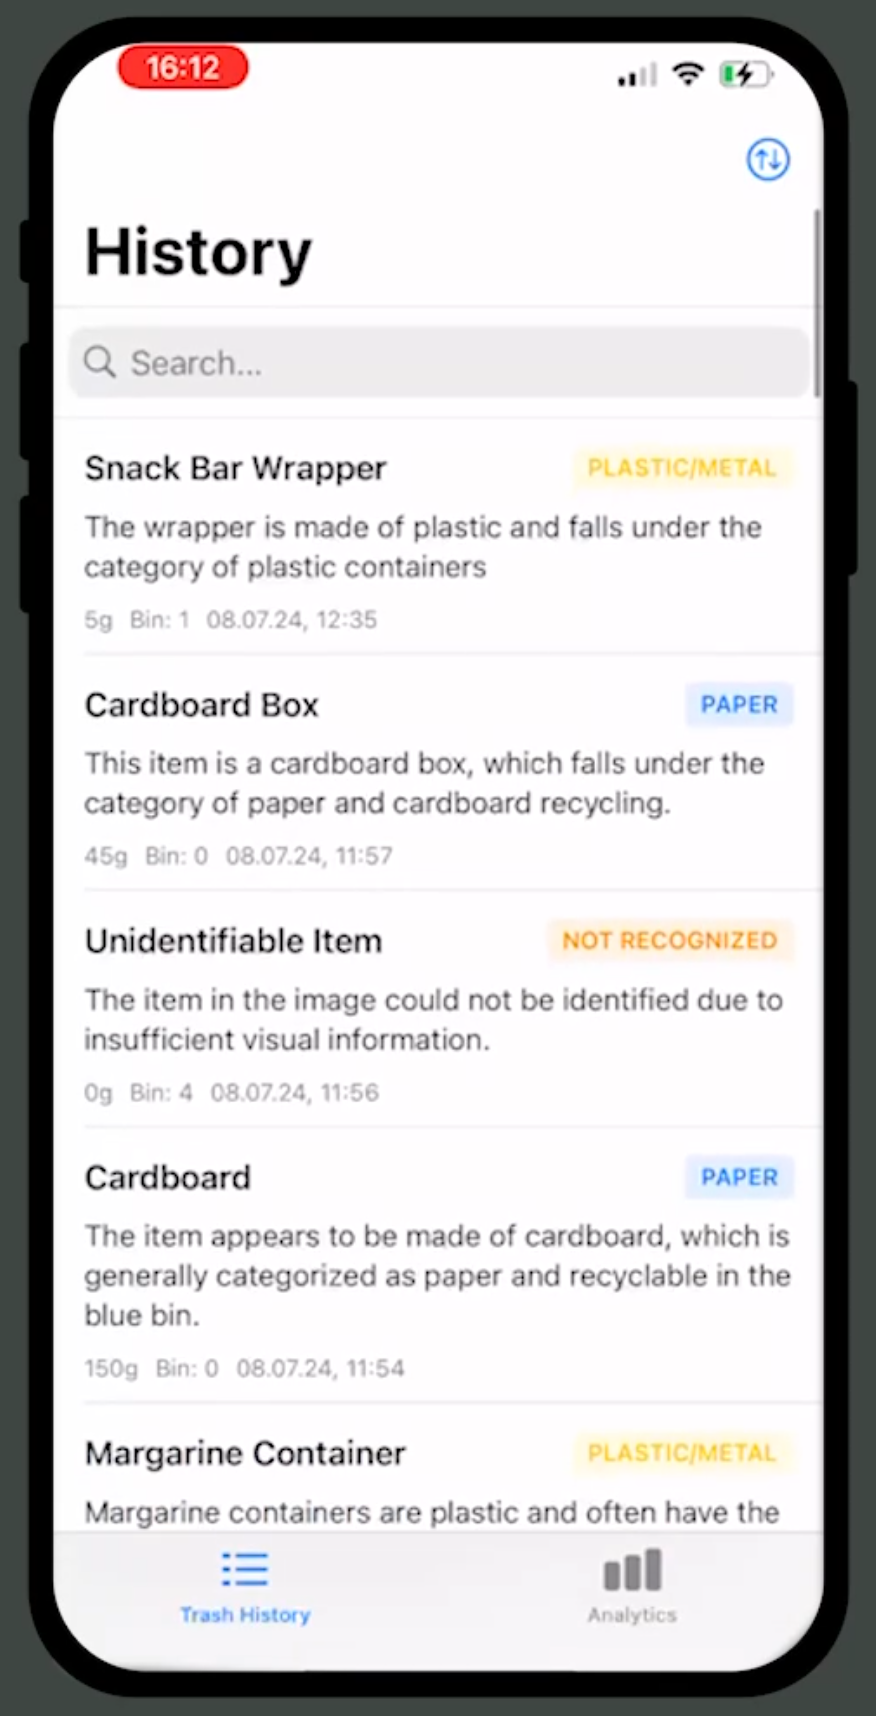 16:12
History
Search...
Snack Bar Wrapper PLASTIC/METAL
The wrapper is made of plastic and falls under the
category of plastic containers
5g Bin: 1 08.07.24, 12:35
Cardboard Box PAPER
This item is a cardboard box, which falls under the
category of paper and cardboard recycling.
45g Bin: 0 08.07.24, 11:57
Unidentifiable Item NOT RECOGNIZED
The item in the image could not be identified due to
insufficient visual information.
0g Bin: 4 08.07.24, 11:56
Cardboard PAPER
The item appears to be made of cardboard, which is
generally categorized as paper and recyclable in the
blue bin.
150g Bin: 0 08.07.24, 11:54
Margarine Container PLASTIC/METAL
Margarine containers are plastic and often have the
Trash History Analytics